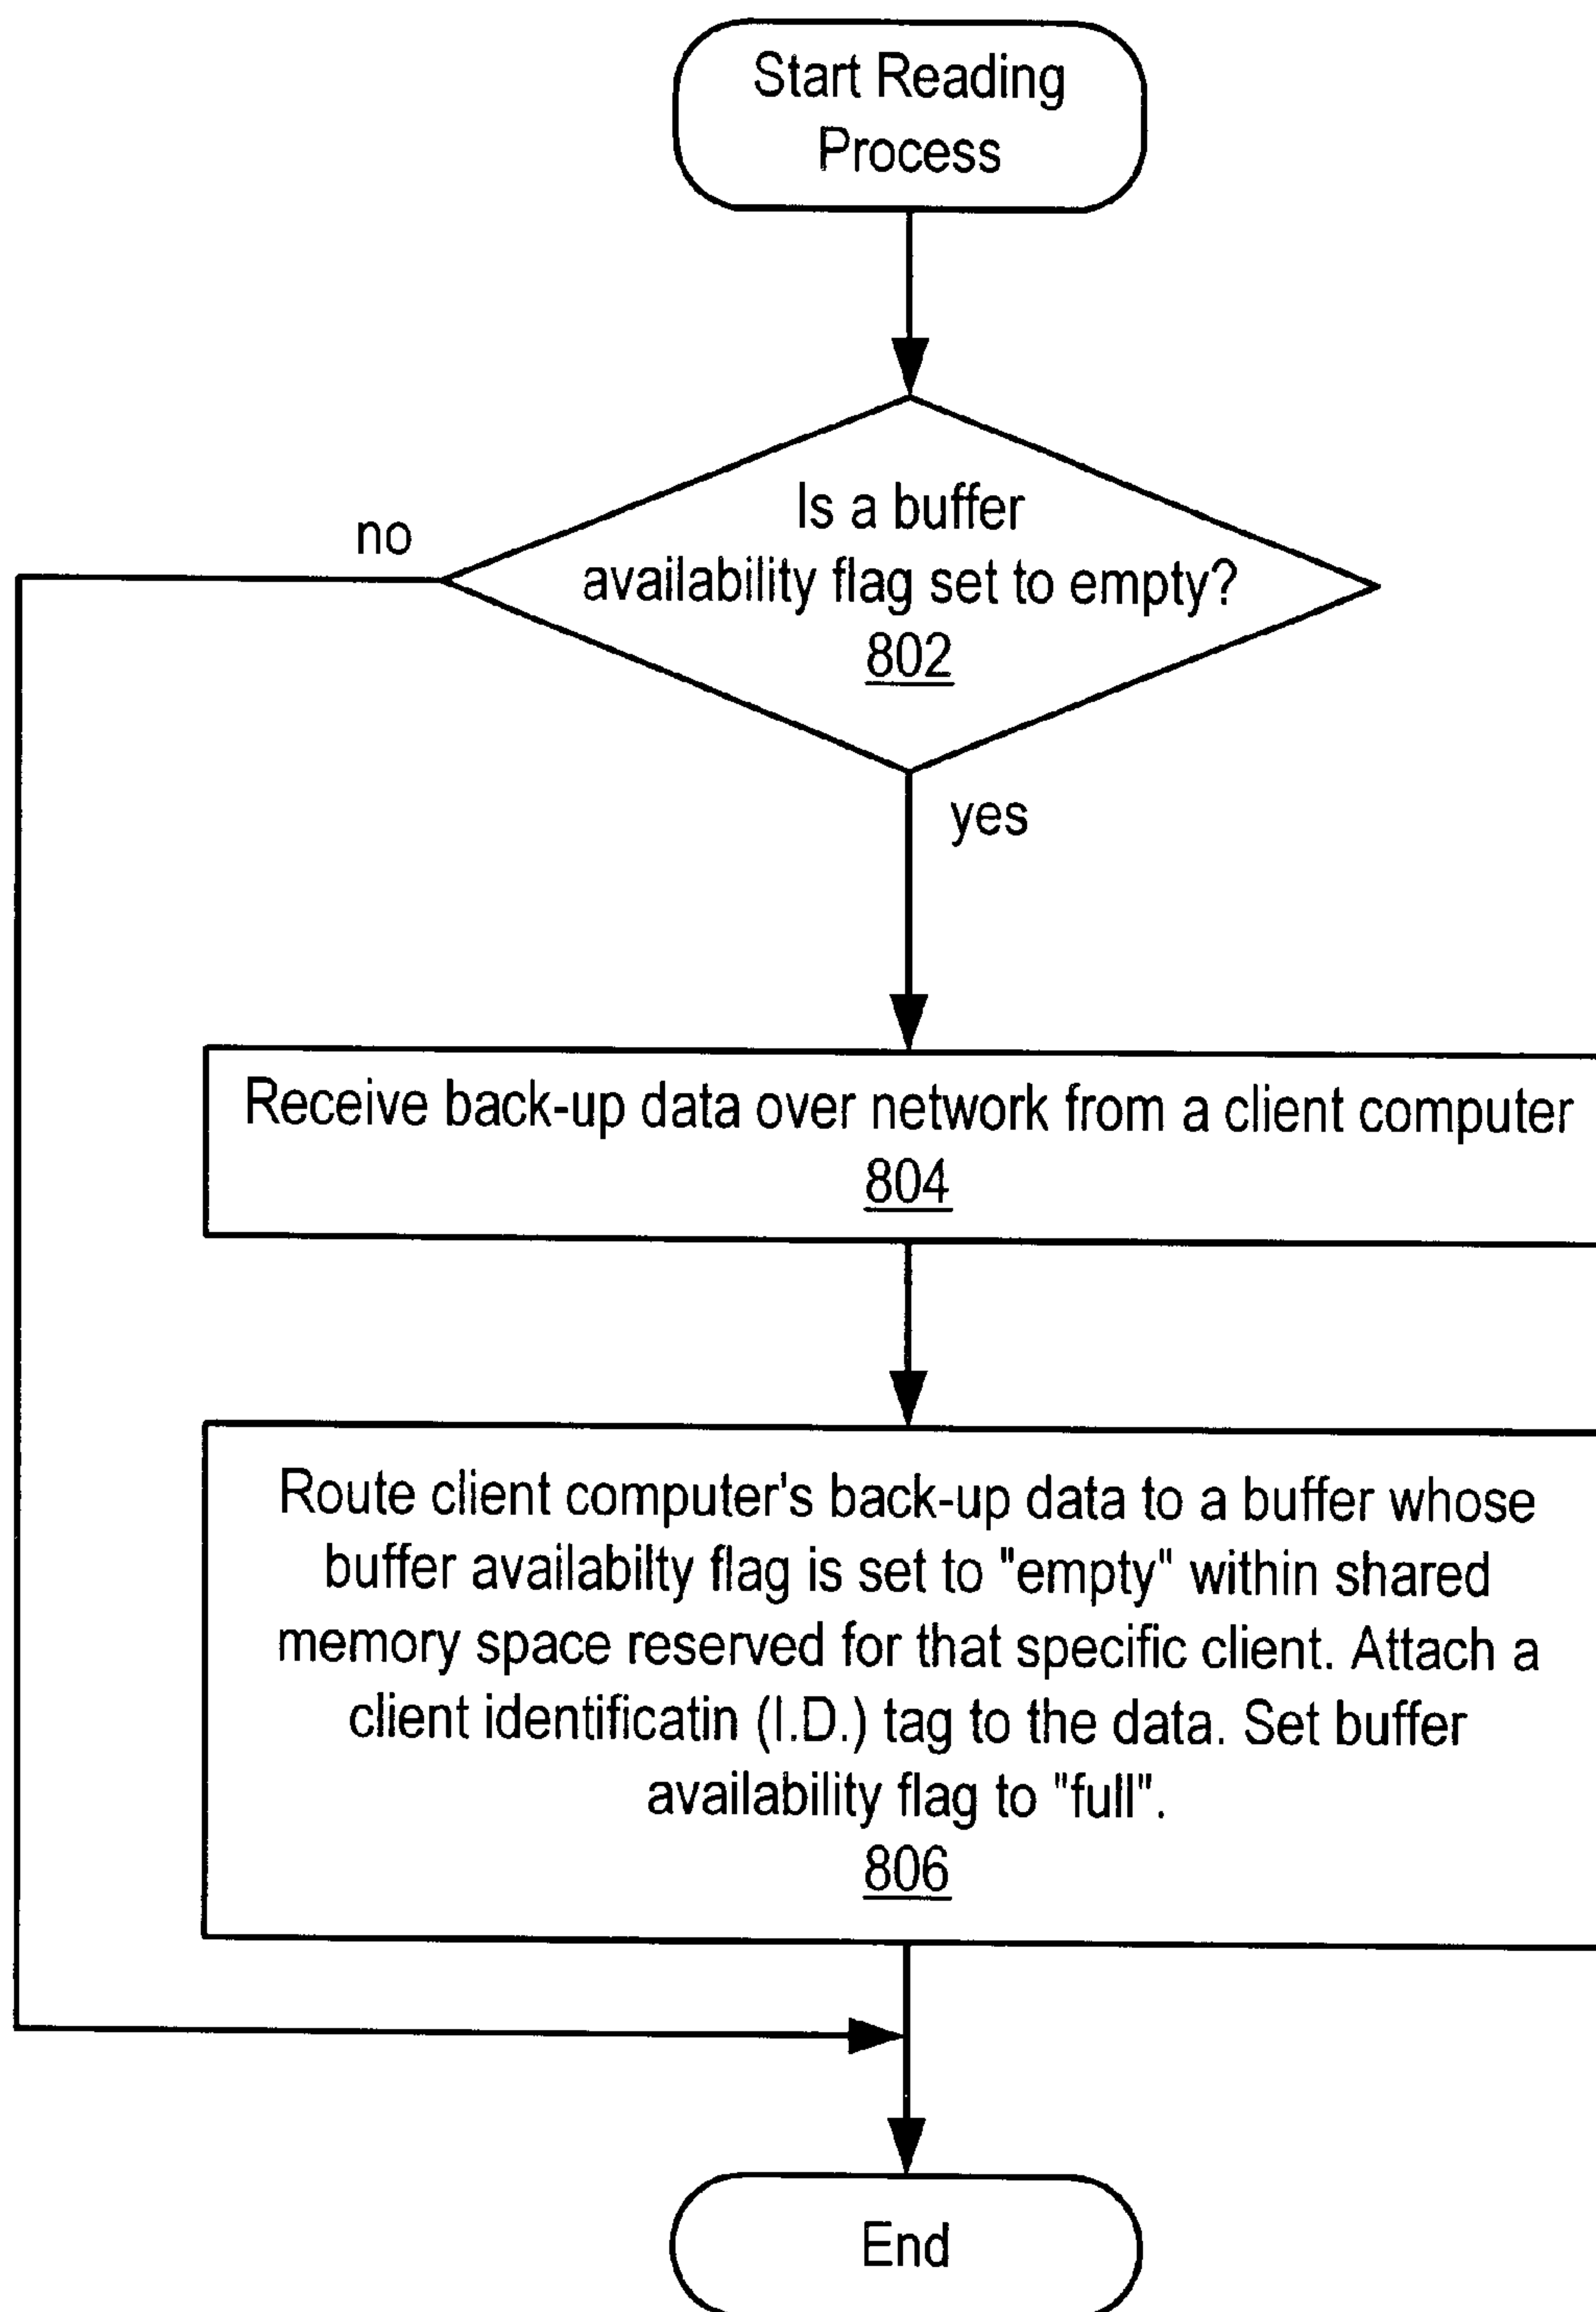 Start Reading
Process
Is a buffer
availability flag set to empty?
802
no
yes
Receive back-up data over network from a client computer
804
Route client computer's back-up data to a buffer whose
buffer availabilty flag is set to "empty" within shared
memory space reserved for that specific client. Attach a
client identificatin (I.D.) tag to the data. Set buffer
availability flag to "full".
806
End